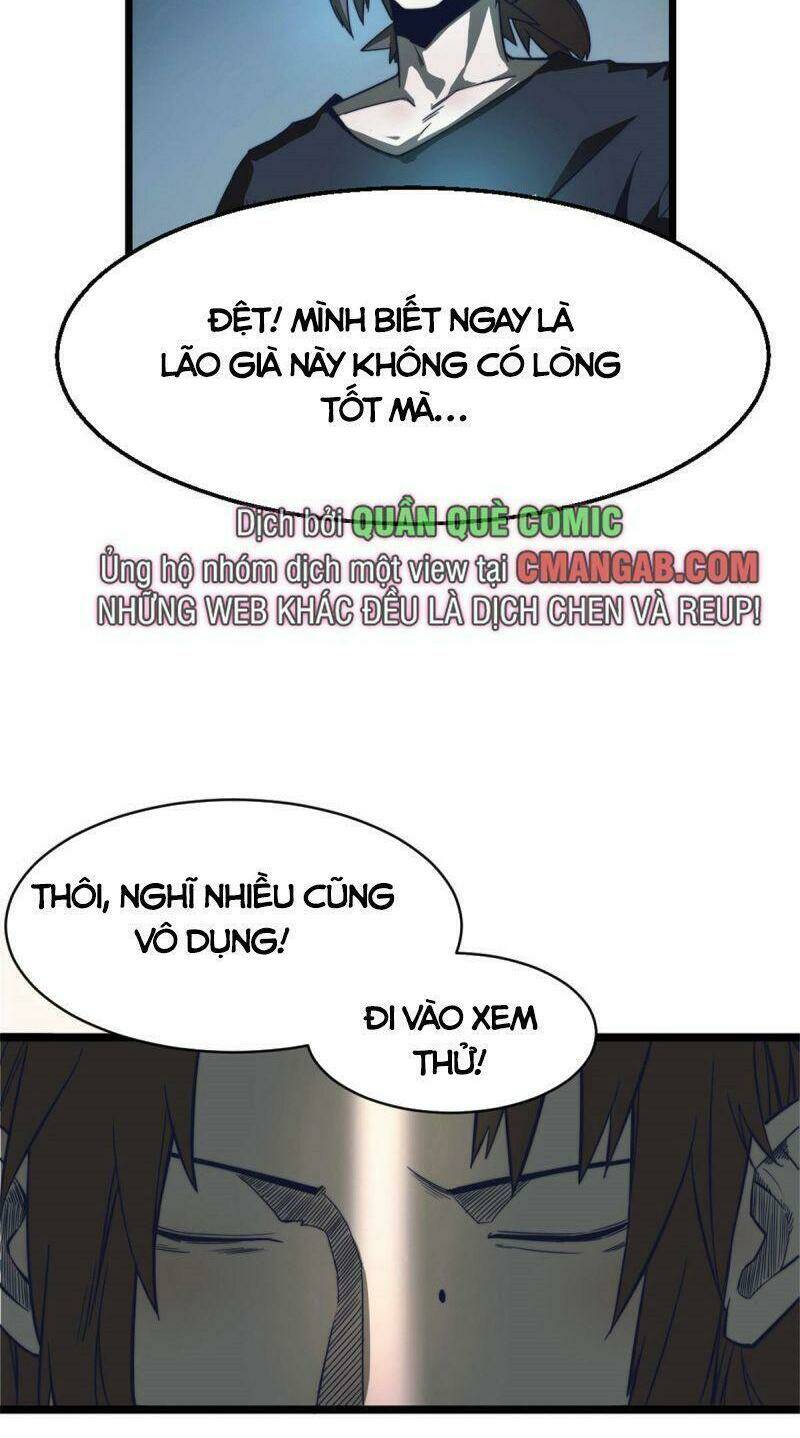 ĐỆT! MÌNH BIẾT NGAY LÀ
LÃO GIÀ NÀY KHÔNG CÓ LÒNG
TỐT MÀ...
Dịch bởi QUẦN QUÈ COMIC
Ủng hộ nhóm dịch một view tại CMANGAB.COM
NHỮNG WEB KHÁC ĐỀU LÀ DỊCH CHEN VÀ REUP!
THÔI, NGHĨ NHIỀU CŨNG
VÔ DỤNG!
ĐI VÀO XEM
THỬ!